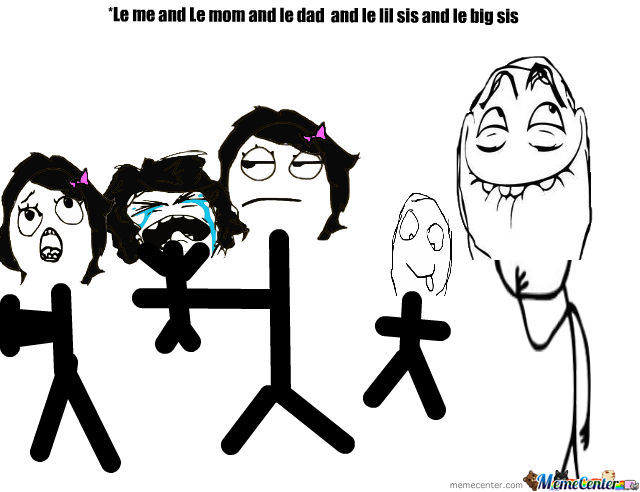 *Le me and Le mom and le dad and le lil sis and le big sis
memecenter.com MemeCenter